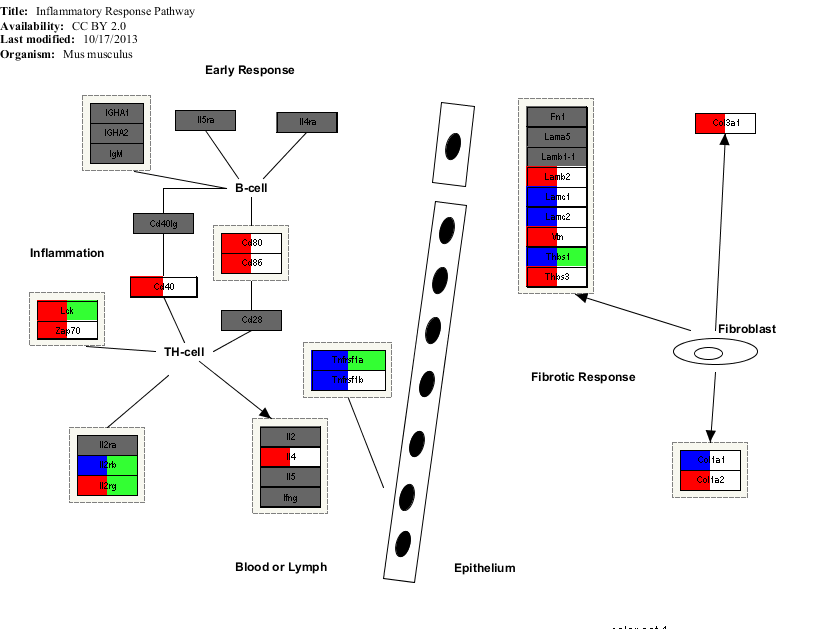 Title: Inflammatory Response Pathway
Availability: CC BY 2.0
Last modified: 10/17/2013
Organism: Mus musculus
Early Response
IGHA1
IGHA2
IgM
Il5ra
Il4ra
B-cell
Cd40lg
Cd80
Cd86
Inflammation
Cd40
Cd28
Lck
Zap70
TH-cell
Tnfrsf1a
Tnfrsf1b
Il2ra
Il2rb
Il2rg
Il2
Il4
Il5
Ifng
Blood or Lymph
Epithelium
Fn1
Lama5
Lamb1-1
Lamb2
Lamc1
Lamc2
Vtn
Thbs1
Thbs3
Col3a1
Fibroblast
Fibrotic Response
Col1a1
Col1a2